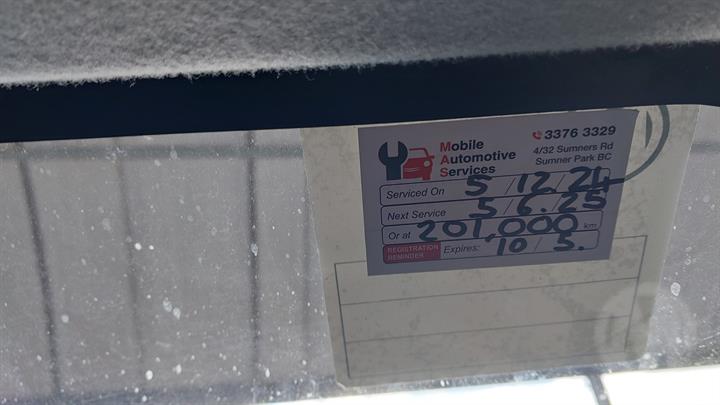 Mobile Automotive Services
3376 3329
4/32 Sumners Rd
Sumner Park BC
Serviced On 5/12/24
Next Service 5/6.25
Or at 201,000 km
REGISTRATION REMINDER Expires: 10/5.